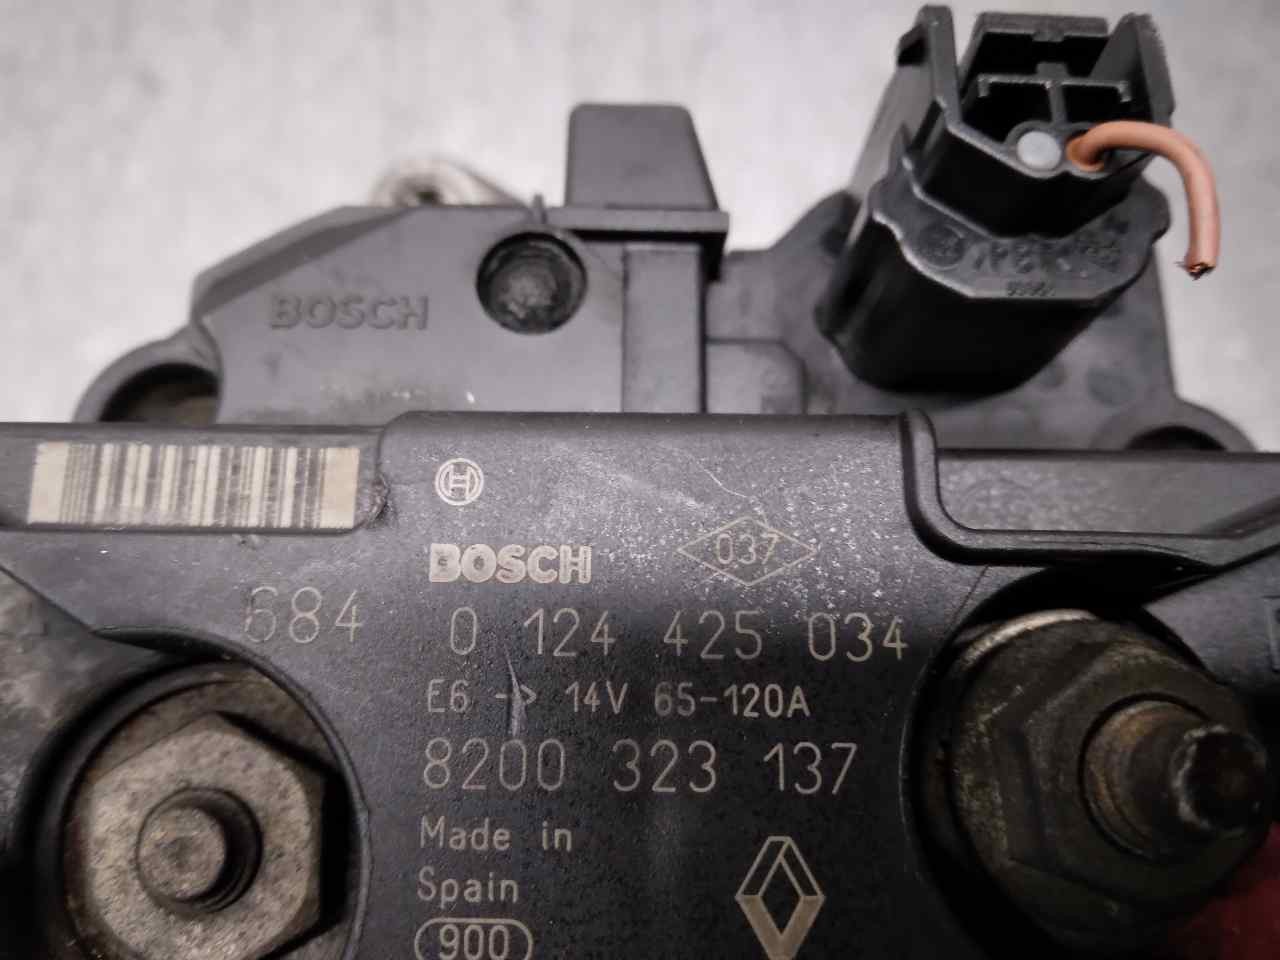 BOSCH
BOSCH
037
684
0 124 425 034
E6 -> 14V 65-120A
8200 323 137
Made in
Spain
900